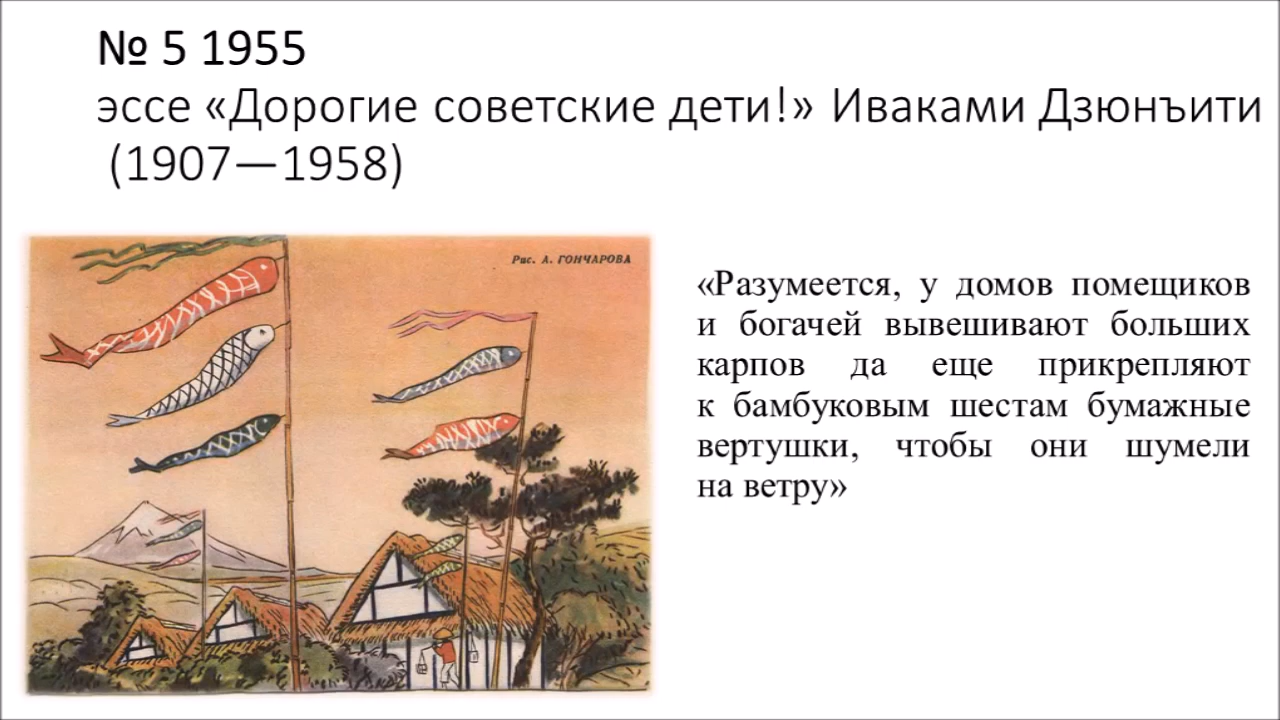 № 5 1955
эссе «Дорогие советские дети!» Иваками Дзюнъити
(1907—1958)
Рис. А. ГОНЧАРОВА
«Разумеется, у домов помещиков
и богачей вывешивают больших
карпов да еще прикрепляют
к бамбуковым шестам бумажные
вертушки, чтобы они шумели
на ветру»